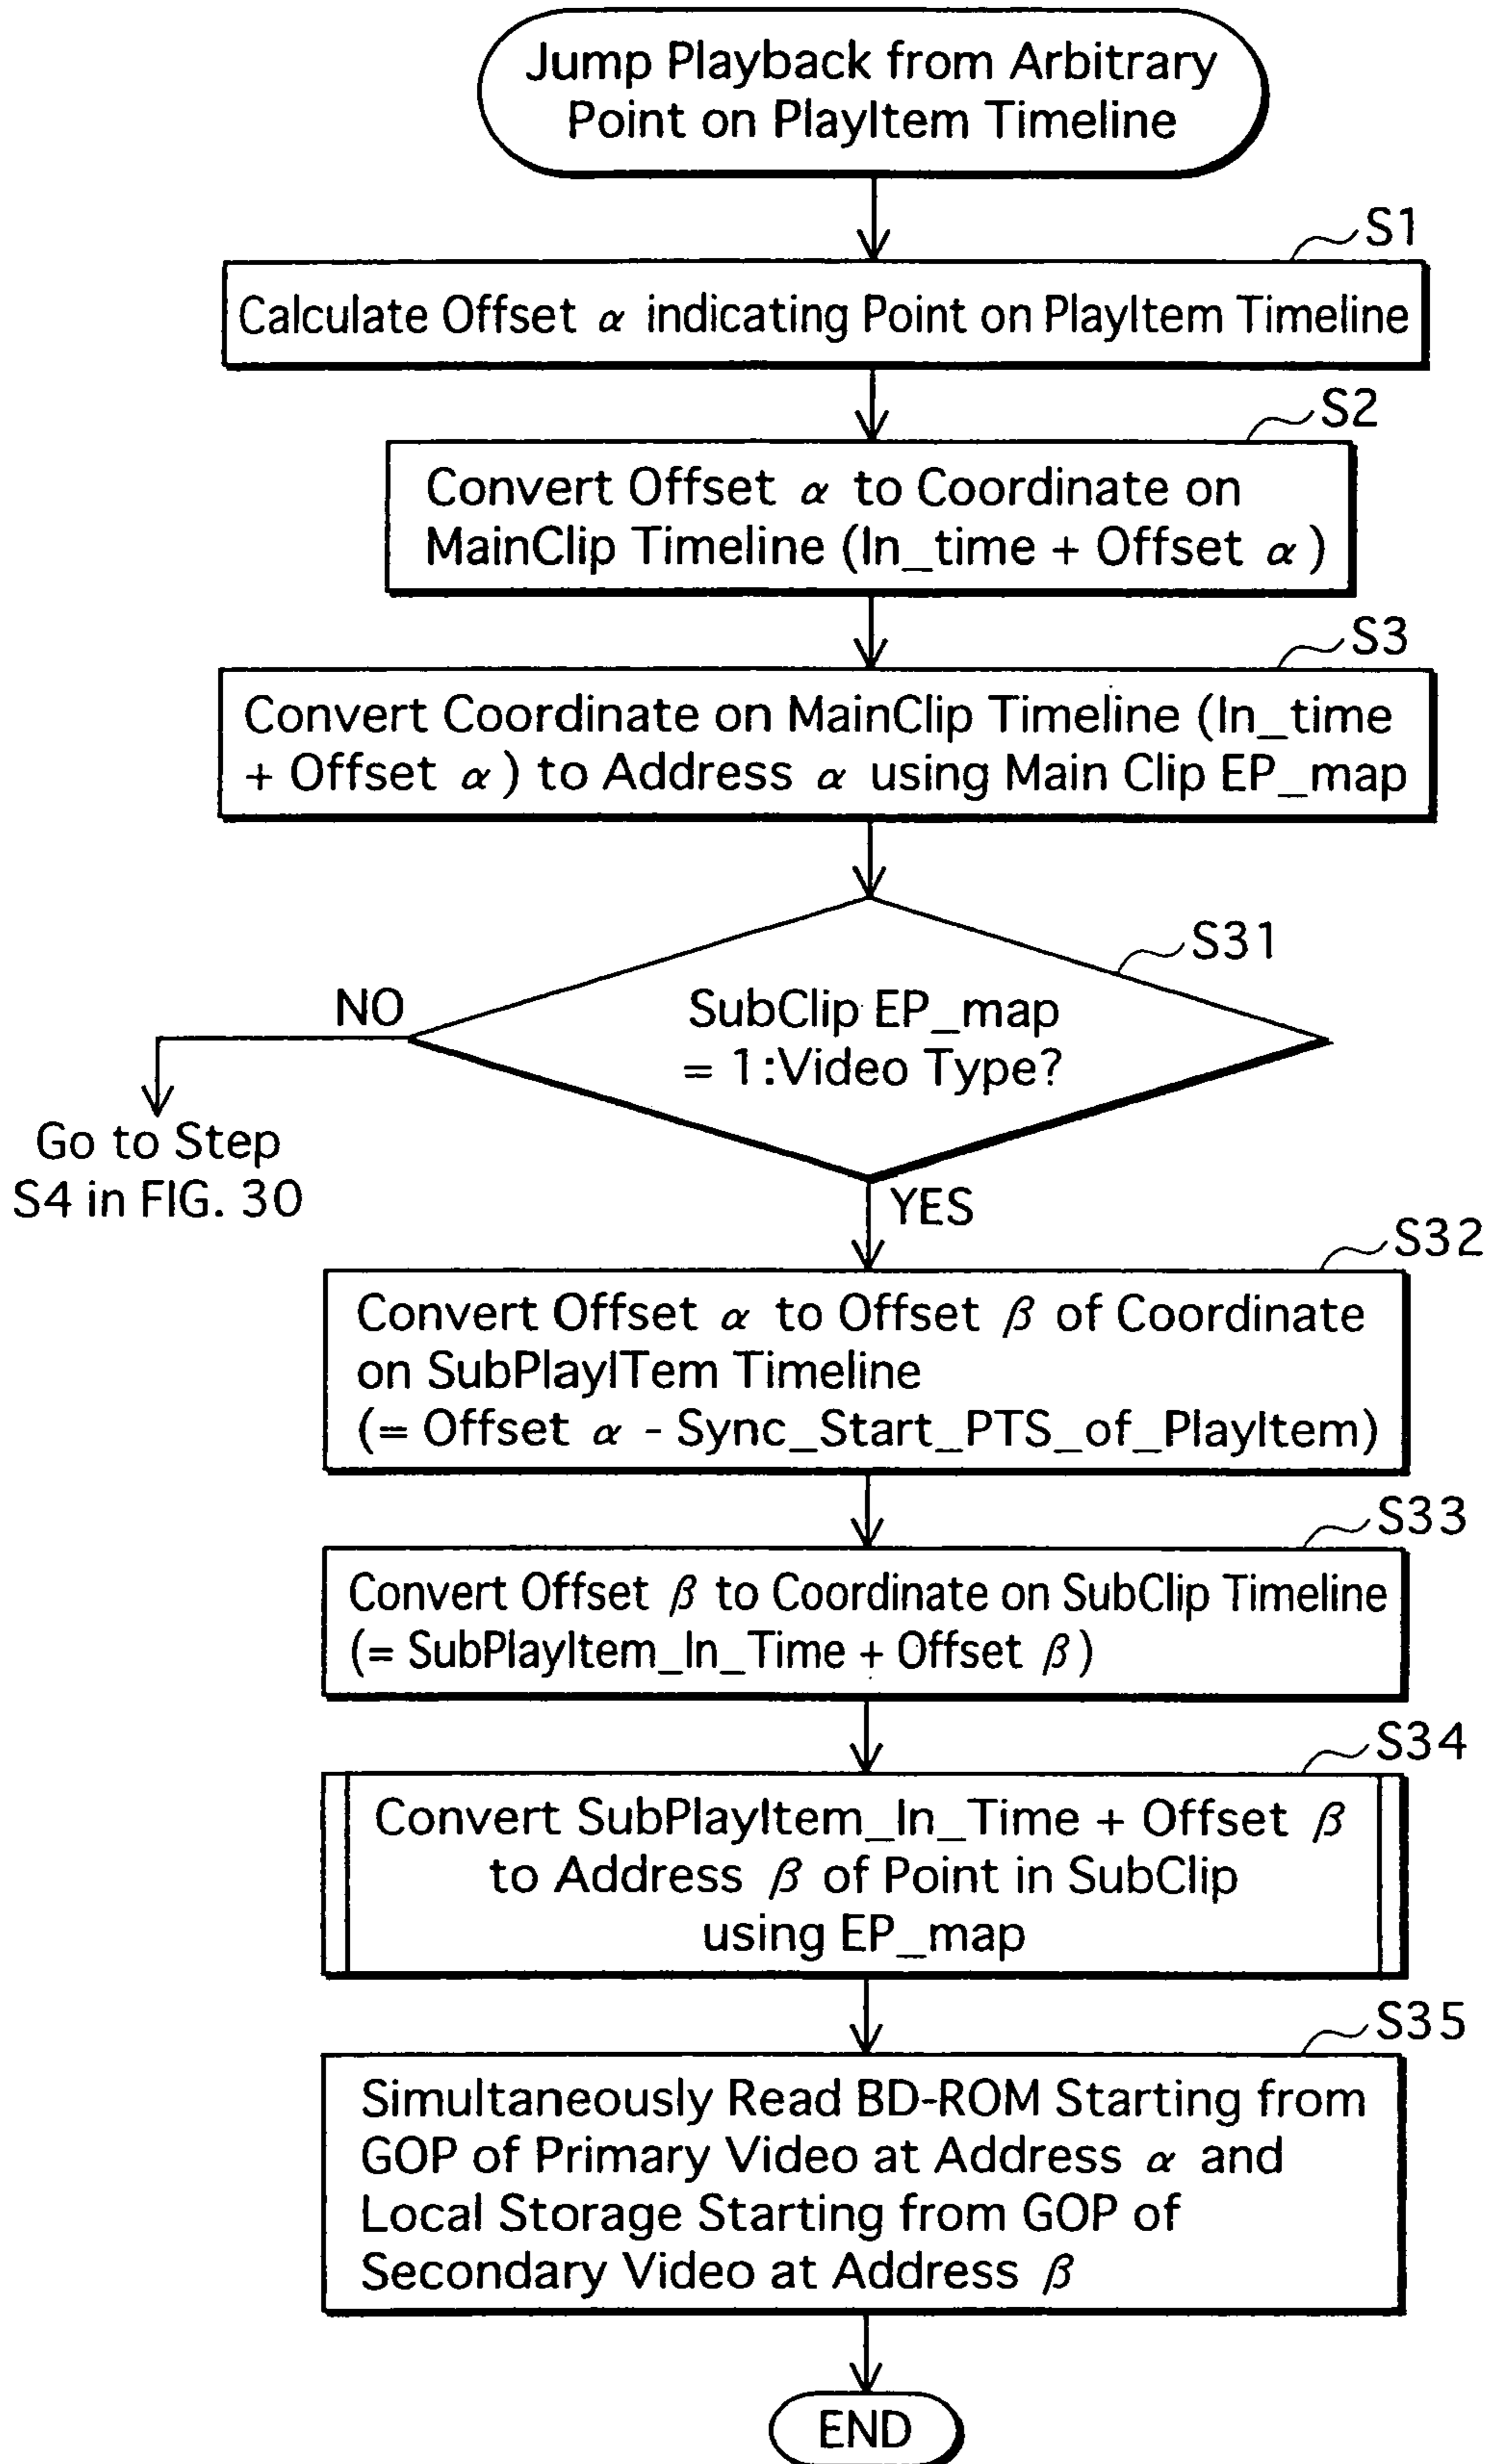 Jump Playback from Arbitrary
Point on PlayItem Timeline
S1
Calculate Offset α indicating Point on PlayItem Timeline
S2
Convert Offset α to Coordinate on
MainClip Timeline (In_time + Offset α)
S3
Convert Coordinate on MainClip Timeline (In_time
+ Offset α) to Address α using Main Clip EP_map
S31
SubClip EP_map
= 1:Video Type?
NO
Go to Step
S4 in FIG. 30
YES
S32
Convert Offset α to Offset β of Coordinate
on SubPlayITem Timeline
(= Offset α - Sync_Start_PTS_of_PlayItem)
S33
Convert Offset β to Coordinate on SubClip Timeline
(= SubPlayItem_In_Time + Offset β)
S34
Convert SubPlayItem_In_Time + Offset β
to Address β of Point in SubClip
using EP_map
S35
Simultaneously Read BD-ROM Starting from
GOP of Primary Video at Address α and
Local Storage Starting from GOP of
Secondary Video at Address β
END